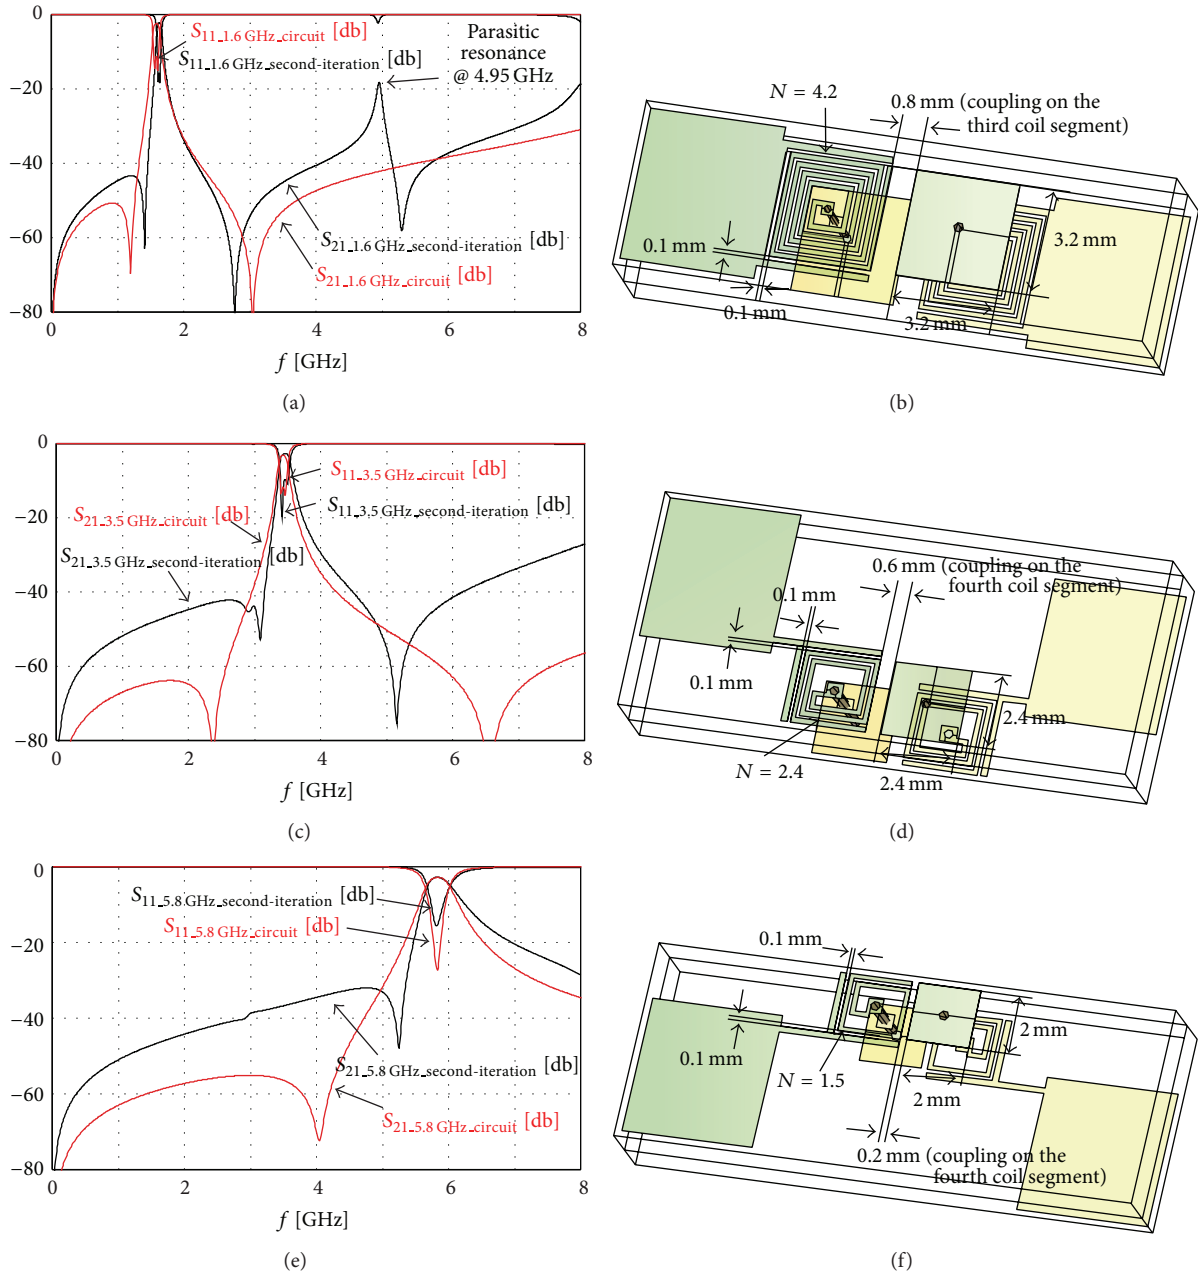 0
−20
−40
−60
−80
0
2
4
6
8
S11_1.6 GHz_circuit [db]
S11_1.6 GHz_second-iteration [db]
Parasitic
resonance
@ 4.95 GHz
S21_1.6 GHz_second-iteration [db]
S21_1.6 GHz_circuit [db]
f [GHz]
(a)
N = 4.2
0.8 mm (coupling on the
third coil segment)
0.1 mm
0.1 mm
3.2 mm
3.2 mm
(b)
0
−20
−40
−60
−80
0
2
4
6
8
S11_3.5 GHz_circuit [db]
S11_3.5 GHz_second-iteration [db]
S21_3.5 GHz_circuit [db]
S21_3.5 GHz_second-iteration [db]
f [GHz]
(c)
0.6 mm (coupling on the
fourth coil segment)
0.1 mm
0.1 mm
2.4 mm
N = 2.4
2.4 mm
(d)
0
−20
−40
−60
−80
0
2
4
6
8
S11_5.8 GHz_second-iteration [db]
S11_5.8 GHz_circuit [db]
S21_5.8 GHz_second-iteration [db]
S21_5.8 GHz_circuit [db]
f [GHz]
(e)
0.1 mm
0.1 mm
2 mm
N = 1.5
2 mm
0.2 mm (coupling on the
fourth coil segment)
(f)